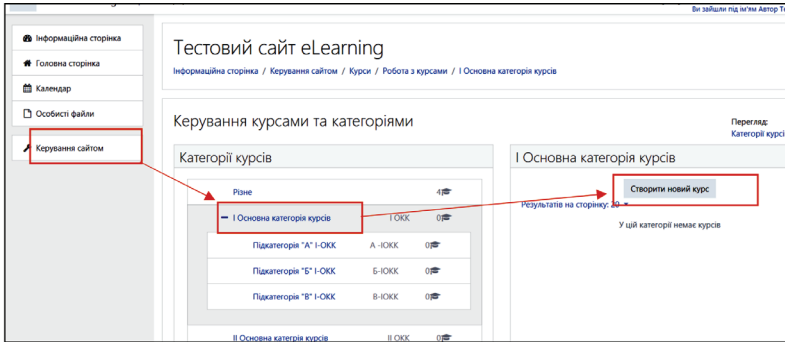 Ви зайшли під ім'ям Автор Те
Інформаційна сторінка
Головна сторінка
Календар
Особисті файли
Керування сайтом
Тестовий сайт eLearning
Інформаційна сторінка / Керування сайтом / Курси / Робота з курсами / І Основна категорія курсів
Керування курсами та категоріями
Перегляд:
Категорії курсі
Категорії курсів
Різне 4
І Основна категорія курсів І ОКК 0
Підкатегорія "А" І-ОКК А -ІОКК 0
Підкатегорія "Б" І-ОКК Б-ІОКК 0
Підкатегорія "В" І-ОКК В-ІОКК 0
ІІ Основна катергія курсів ІІ ОКК 0
І Основна категорія курсів
Створити новий курс
Результатів на сторінку: 20
У цій категорії немає курсів